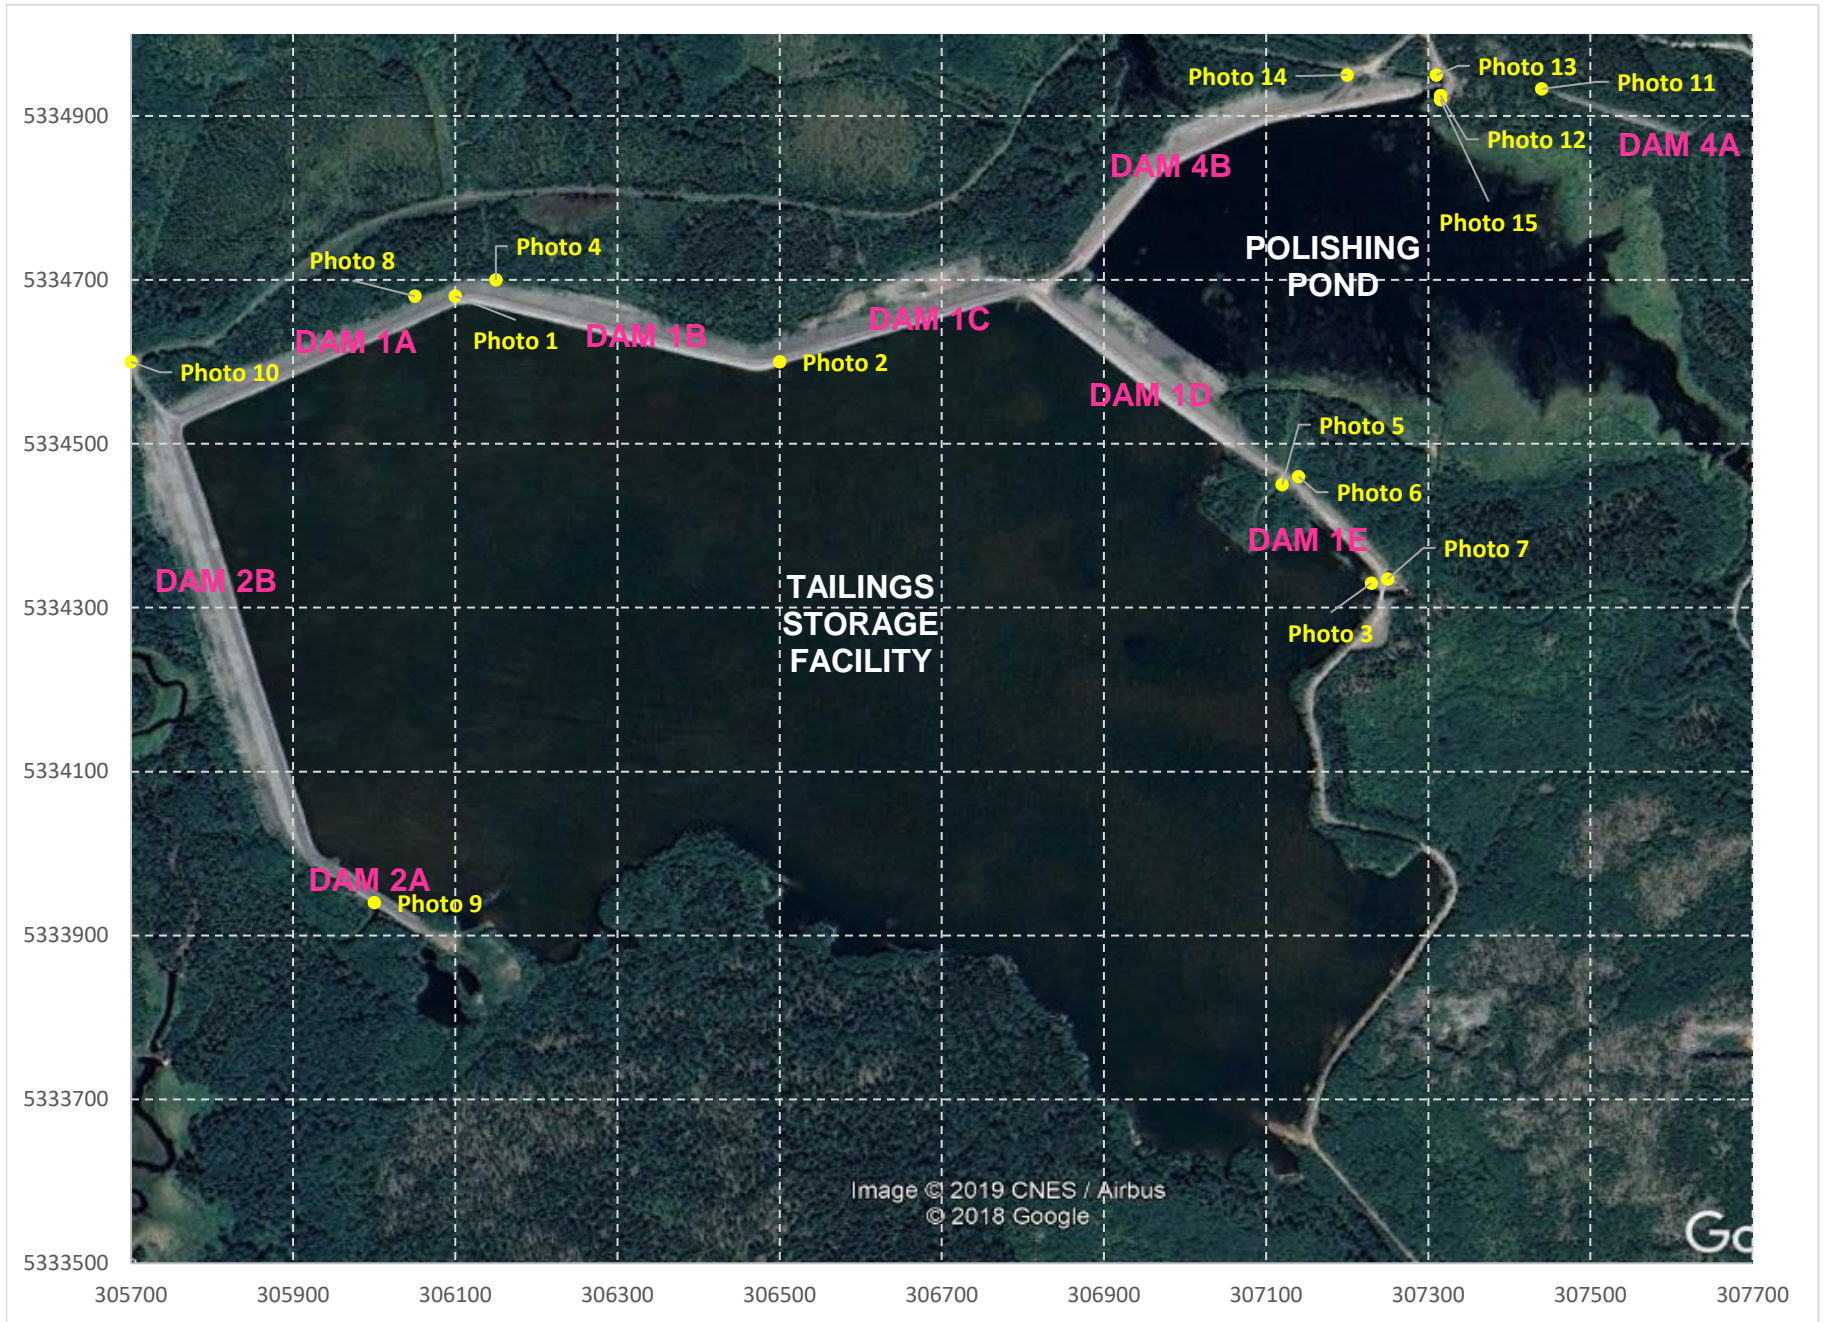 Photo 14
Photo 13
Photo 11
5334900
Photo 12
DAM 4A
DAM 4B
Photo 15
Photo 4
POLISHING
POND
Photo 8
5334700
DAM 1C
Photo 1
DAM 1A
DAM 1B
Photo 2
Photo 10
DAM 1D
Photo 5
5334500
Photo 6
DAM 1E
Photo 7
DAM 2B
TAILINGS
STORAGE
FACILITY
5334300
Photo 3
5334100
DAM 2A
Photo 9
5333900
5333700
Image © 2019 CNES / Airbus
© 2018 Google
Go
5333500
305700 305900 306100 306300 306500 306700 306900 307100 307300 307500 307700